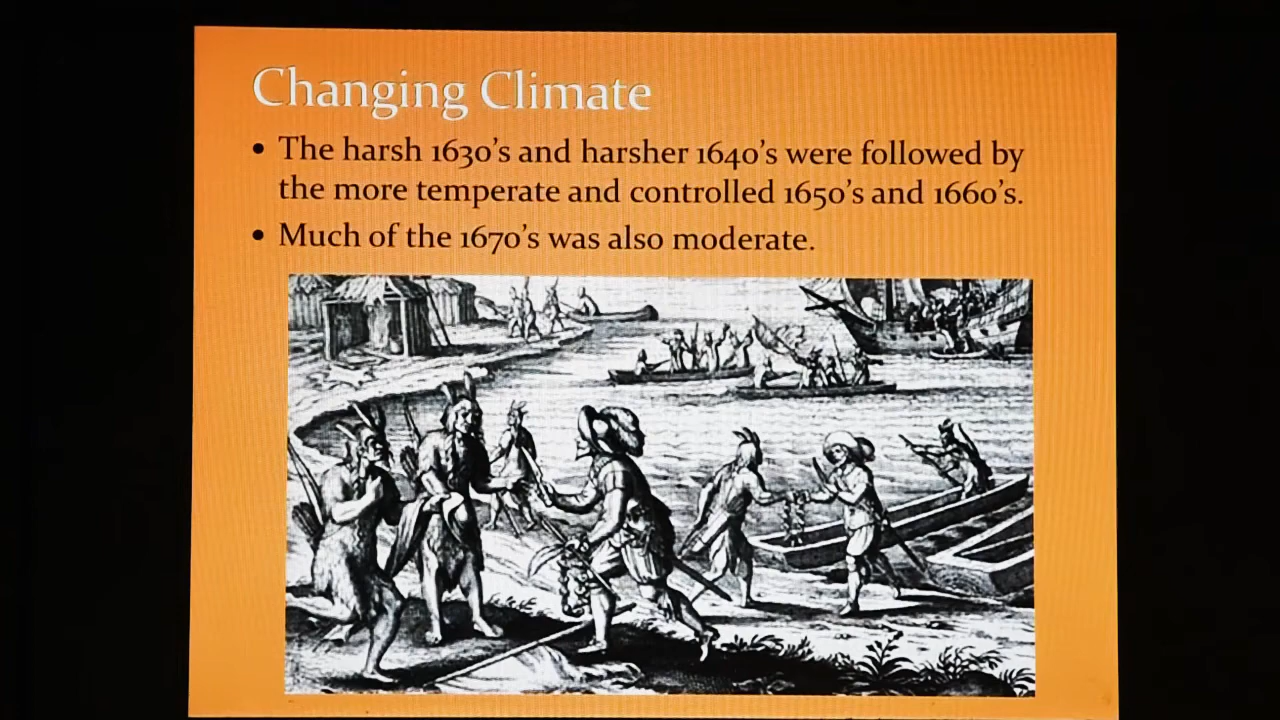 Changing Climate
• The harsh 1630's and harsher 1640's were followed by
the more temperate and controlled 1650's and 1660's.
• Much of the 1670's was also moderate.